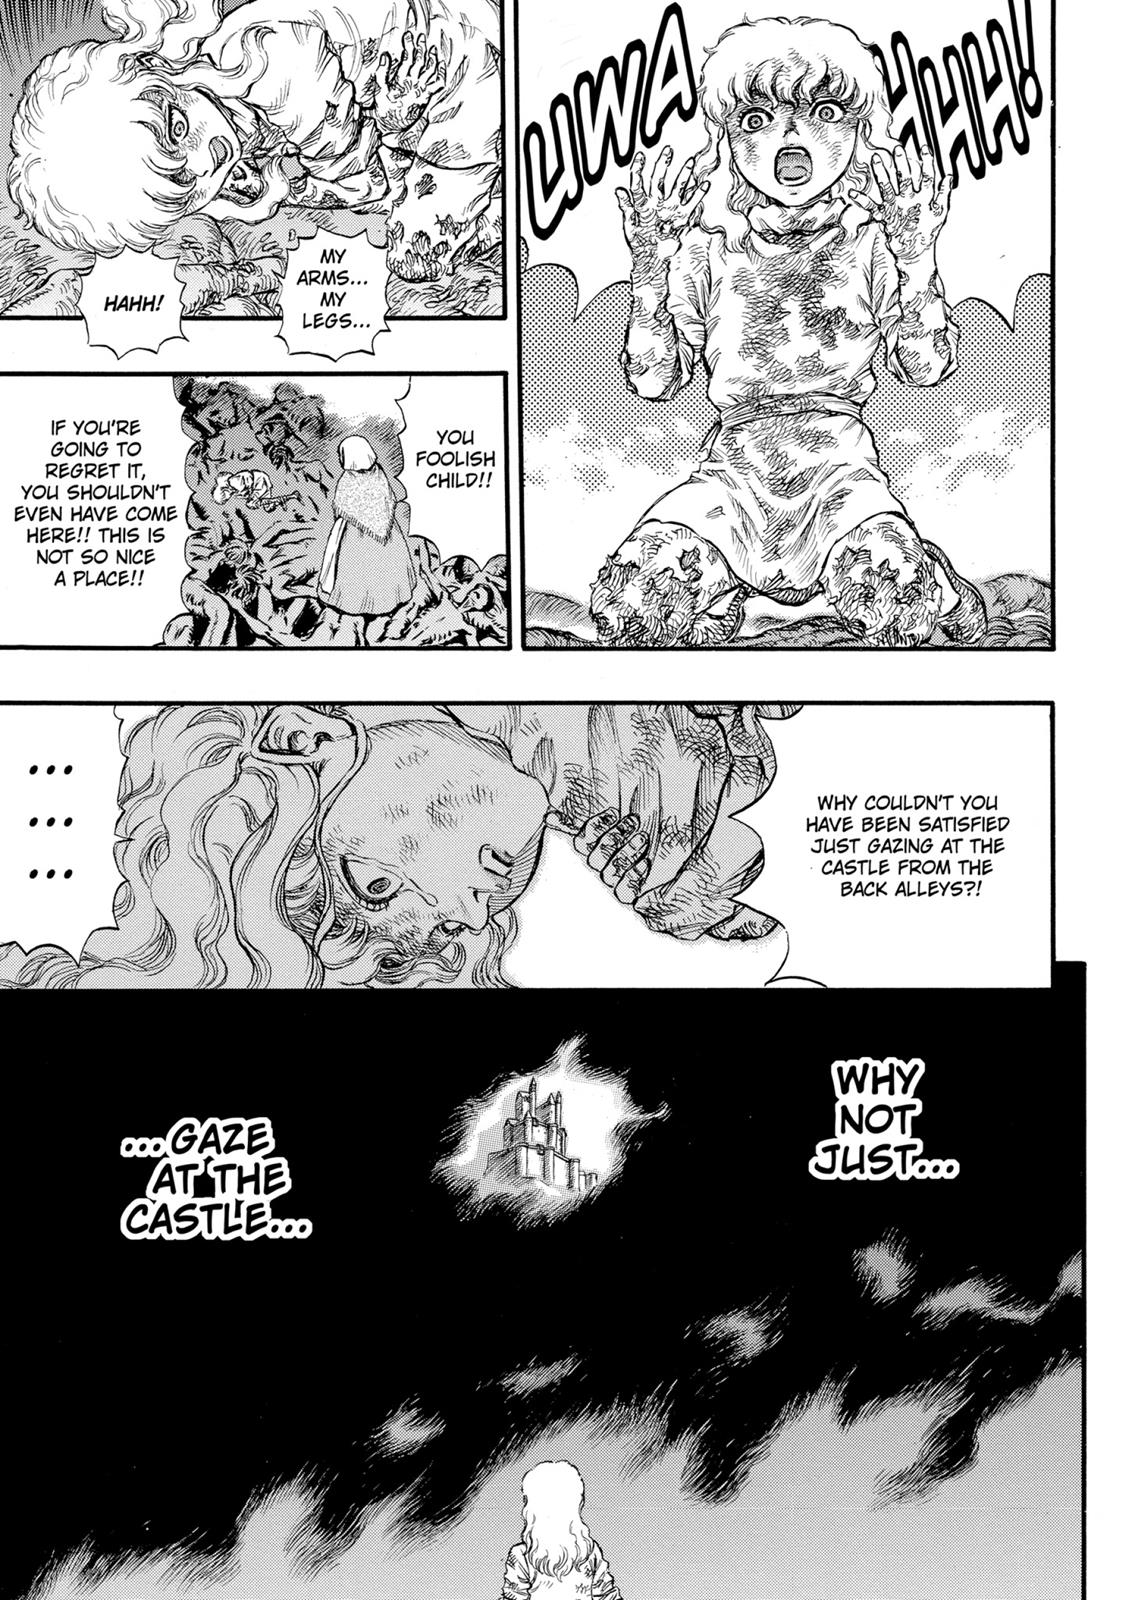 UWA
HHH!
MY
ARMS...
MY
LEGS...
HAHH!
YOU
FOOLISH
CHILD!!
IF YOU'RE
GOING TO
REGRET IT,
YOU SHOULDN'T
EVEN HAVE COME
HERE!! THIS IS
NOT SO NICE
A PLACE!!
WHY COULDN'T YOU
HAVE BEEN SATISFIED
JUST GAZING AT THE
CASTLE FROM THE
BACK ALLEYS?!
...
...
...
WHY
NOT
JUST...
...GAZE
AT THE
CASTLE...